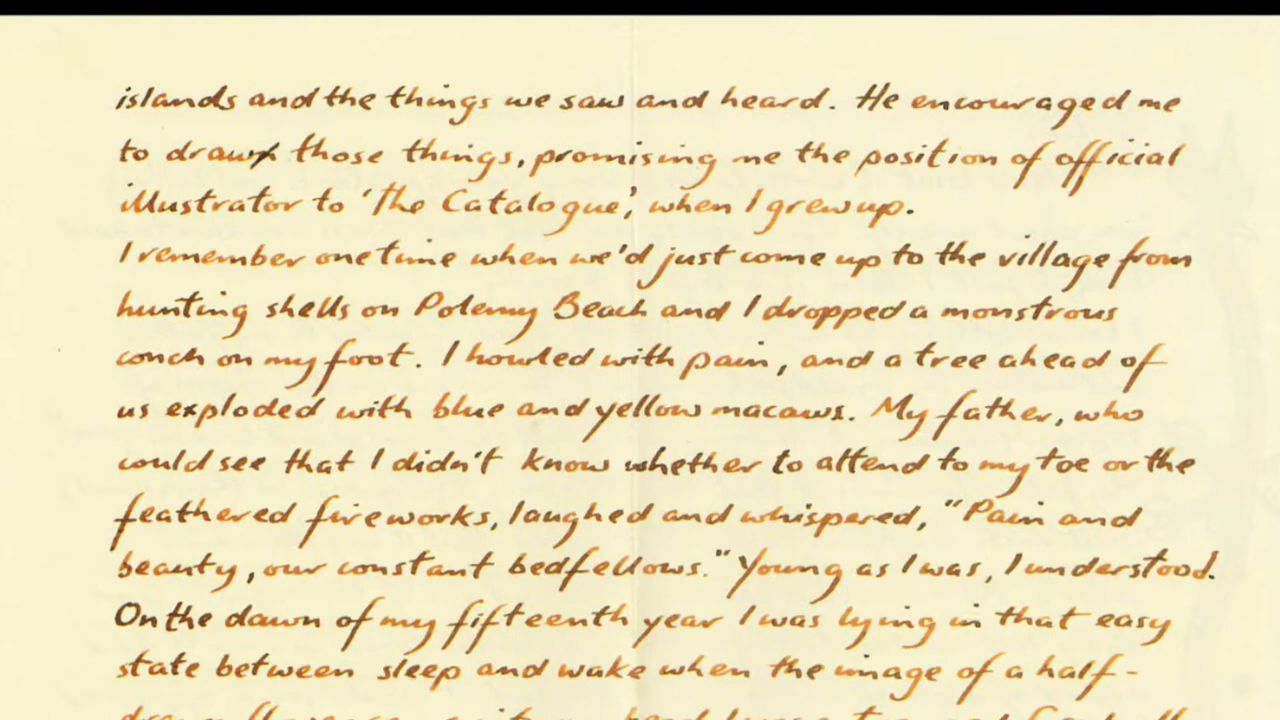 islands and the things we saw and heard. He encouraged me
to draw those things, promising me the position of official
illustrator to 'The Catalogue', when I grew up.
I remember one time when we'd just come up to the village from
hunting shells on Polemy Beach and I dropped a monstrous
conch on my foot. I howled with pain, and a tree ahead of
us exploded with blue and yellow macaws. My father, who
could see that I didn't know whether to attend to my toe or the
feathered fireworks, laughed and whispered, "Pain and
beauty, our constant bedfellows." Young as I was, I understood.
On the dawn of my fifteenth year I was lying in that easy
state between sleep and wake when the image of a half-